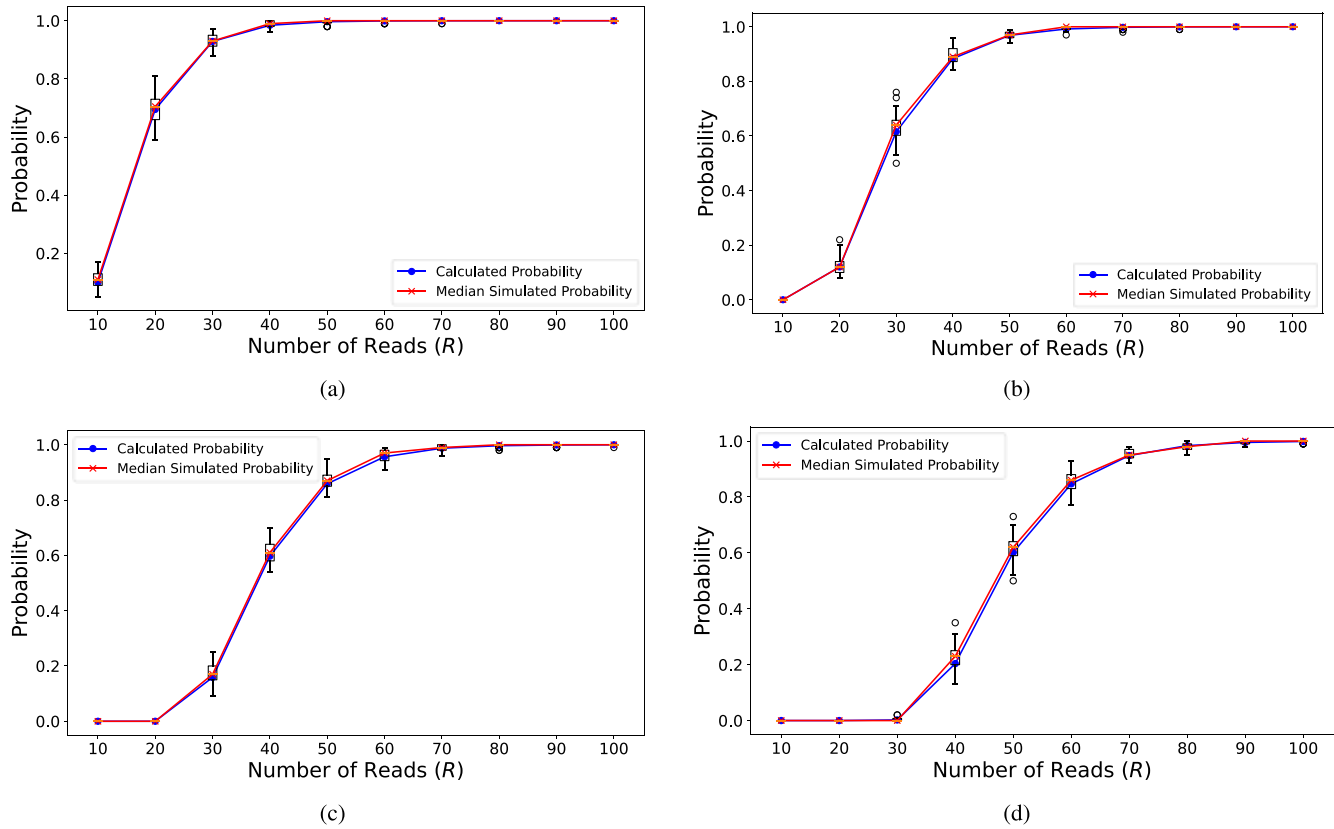 1.0
0.8
0.6
0.4
0.2
Probability
Calculated Probability
Median Simulated Probability
10 20 30 40 50 60 70 80 90 100
Number of Reads (R)
(a)
1.0
0.8
0.6
0.4
0.2
0.0
Probability
Calculated Probability
Median Simulated Probability
10 20 30 40 50 60 70 80 90 100
Number of Reads (R)
(b)
1.0
0.8
0.6
0.4
0.2
0.0
Probability
Calculated Probability
Median Simulated Probability
10 20 30 40 50 60 70 80 90 100
Number of Reads (R)
(c)
1.0
0.8
0.6
0.4
0.2
0.0
Probability
Calculated Probability
Median Simulated Probability
10 20 30 40 50 60 70 80 90 100
Number of Reads (R)
(d)